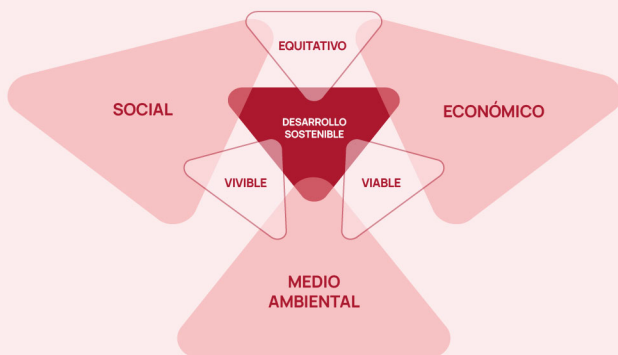 EQUITATIVO
SOCIAL
DESARROLLO
SOSTENIBLE
ECONÓMICO
VIVIBLE
VIABLE
MEDIO
AMBIENTAL